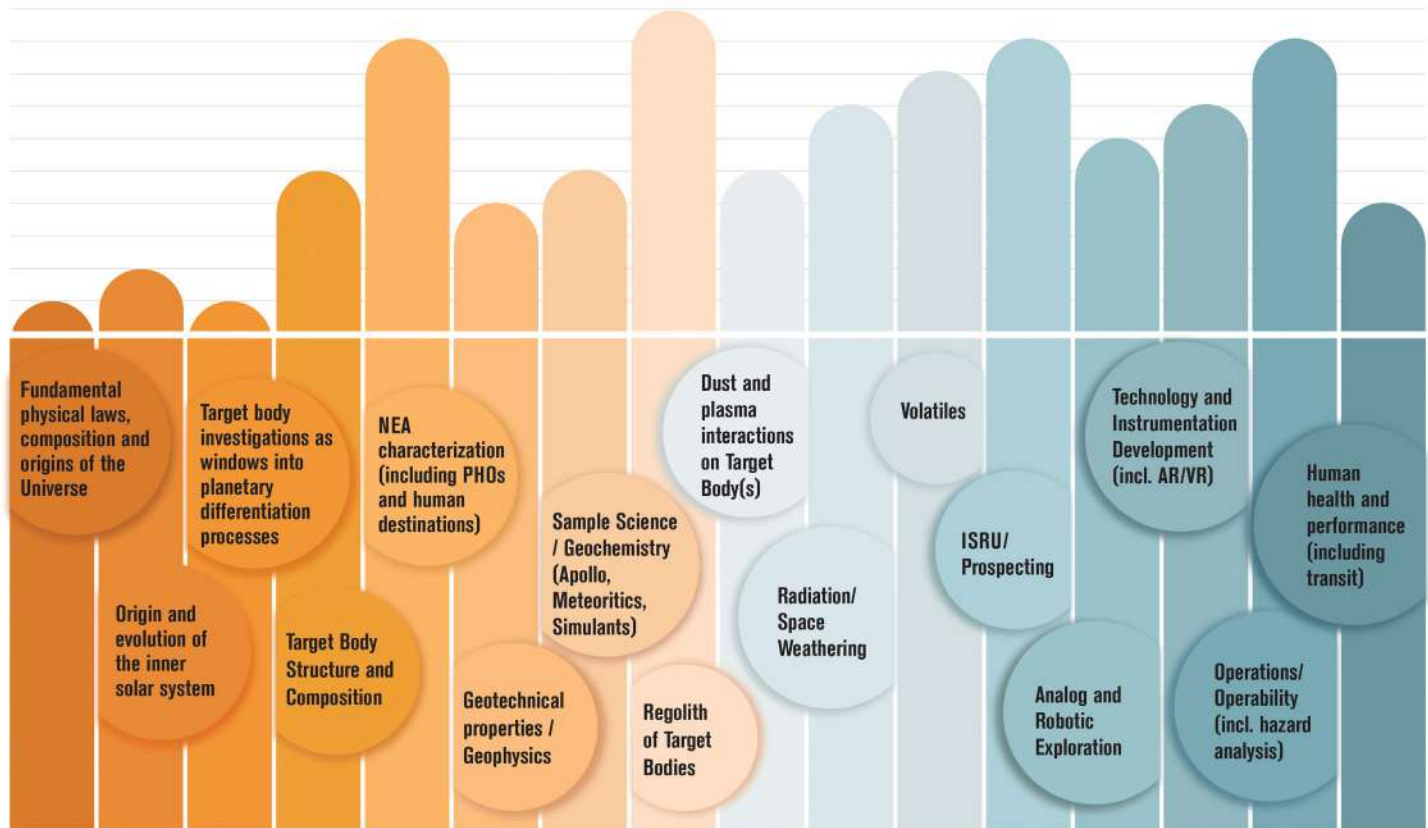 Fundamental
physical laws,
composition and
origins of the
Universe
Origin and
evolution of
the inner
solar system
Target body
investigations as
windows into
planetary
differentiation
processes
Target Body
Structure and
Composition
NEA
characterization
(including PHOs
and human
destinations)
Geotechnical
properties /
Geophysics
Sample Science
/ Geochemistry
(Apollo,
Meteoritics,
Simulants)
Regolith
of Target
Bodies
Dust and
plasma
interactions
on Target
Body(s)
Radiation/
Space
Weathering
Volatiles
ISRU/
Prospecting
Analog and
Robotic
Exploration
Technology and
Instrumentation
Development
(incl. AR/VR)
Operations/
Operability
(incl. hazard
analysis)
Human
health and
performance
(including
transit)